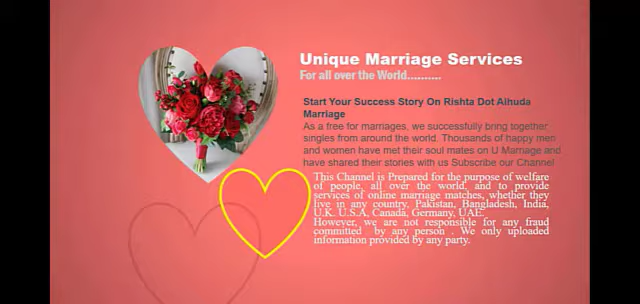 Unique Marriage Services
For all over the World..........
Start Your Success Story On Rishta Dot Alhuda
Marriage
As a free for marriages, we successfully bring together
singles from around the world. Thousands of happy men
and women have met their soul mates on U Marriage and
have shared their stories with us Subscribe our Channel
This Channel is Prepared for the purpose of welfare
of people, all over the world, and to provide
services of online marriage matches, whether they
live in any country, Pakistan, Bangladesh, India,
U.K. U.S.A, Canada, Germany, UAE.
However, we are not responsible for any fraud
committed by any person . We only uploaded
information provided by any party.